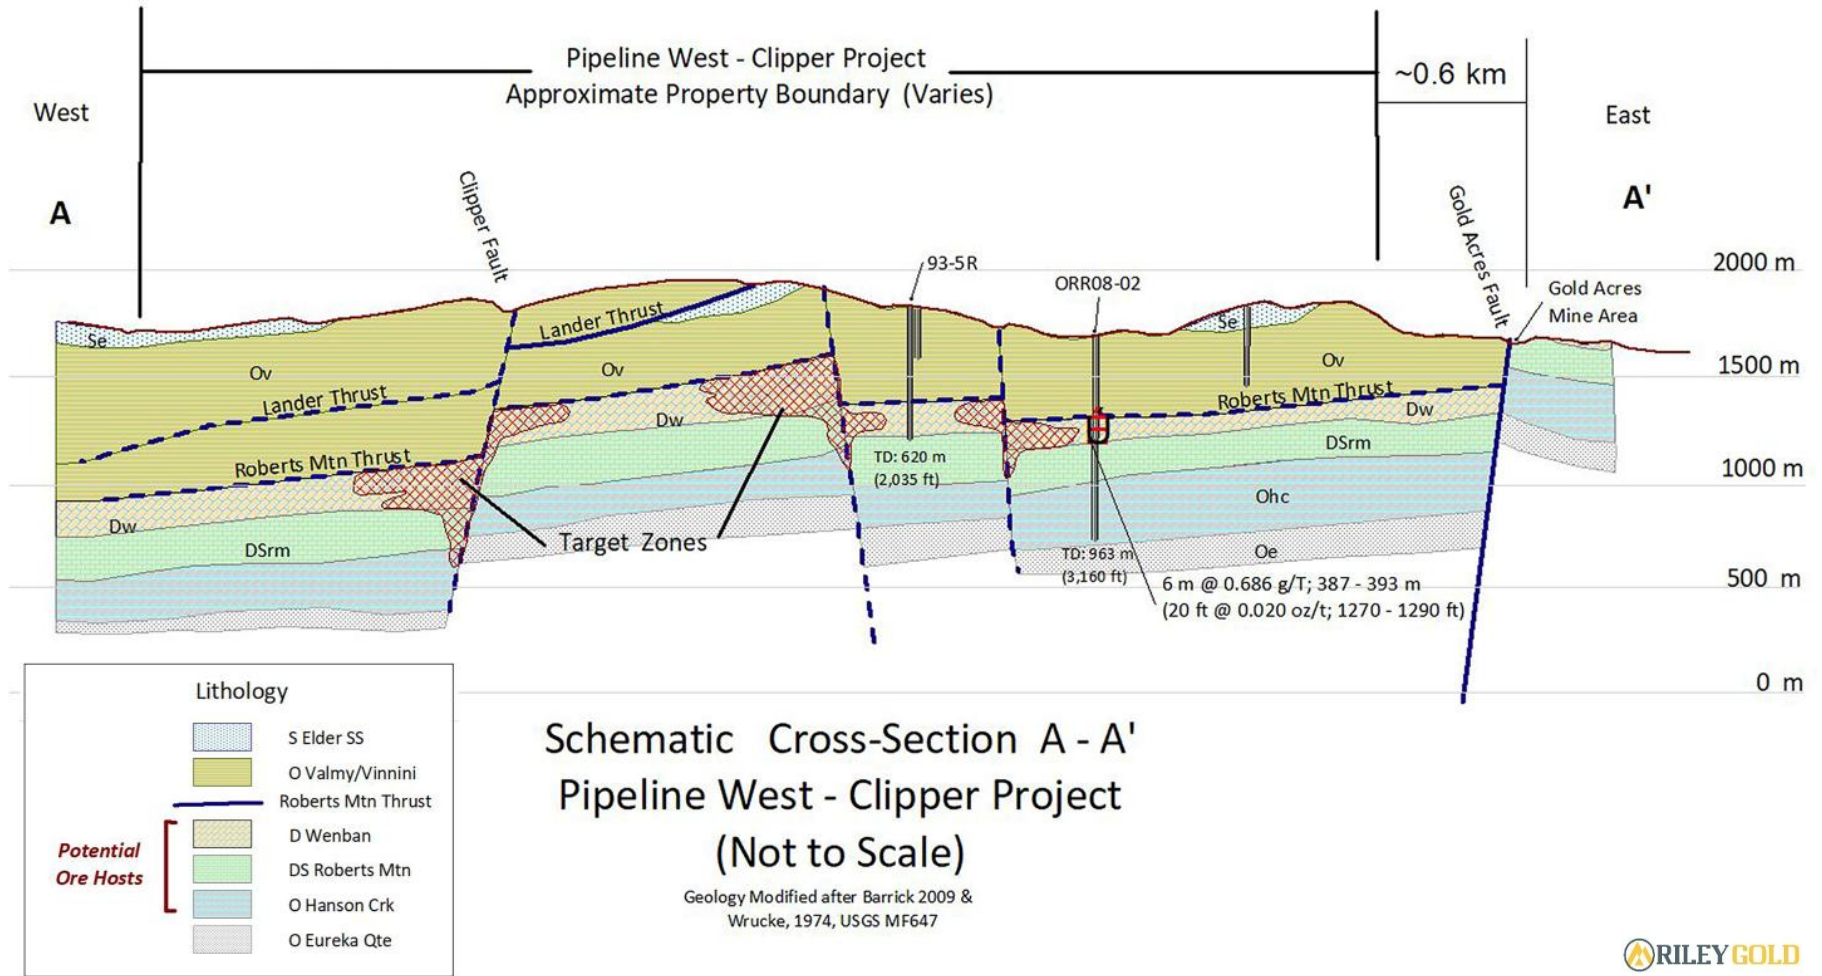 Pipeline West - Clipper Project
Approximate Property Boundary (Varies)
~0.6 km
West
East
A
A'
Clipper Fault
Gold Acres Fault
93-5R
ORR08-02
2000 m
Gold Acres
Mine Area
Se
Lander Thrust
Se
Ov
Ov
Ov
1500 m
Lander Thrust
Roberts Mtn Thrust
Dw
Dw
DSrm
Roberts Mtn Thrust
TD: 620 m
(2,035 ft)
1000 m
Ohc
Dw
DSrm
Target Zones
Oe
TD: 963 m
(3,160 ft)
500 m
6 m @ 0.686 g/T; 387 - 393 m
(20 ft @ 0.020 oz/t; 1270 - 1290 ft)
0 m
Lithology
S Elder SS
O Valmy/Vinnini
Roberts Mtn Thrust
D Wenban
DS Roberts Mtn
O Hanson Crk
O Eureka Qte
Potential
Ore Hosts
Schematic Cross-Section A - A'
Pipeline West - Clipper Project
(Not to Scale)
Geology Modified after Barrick 2009 &
Wrucke, 1974, USGS MF647
RILEYGOLD